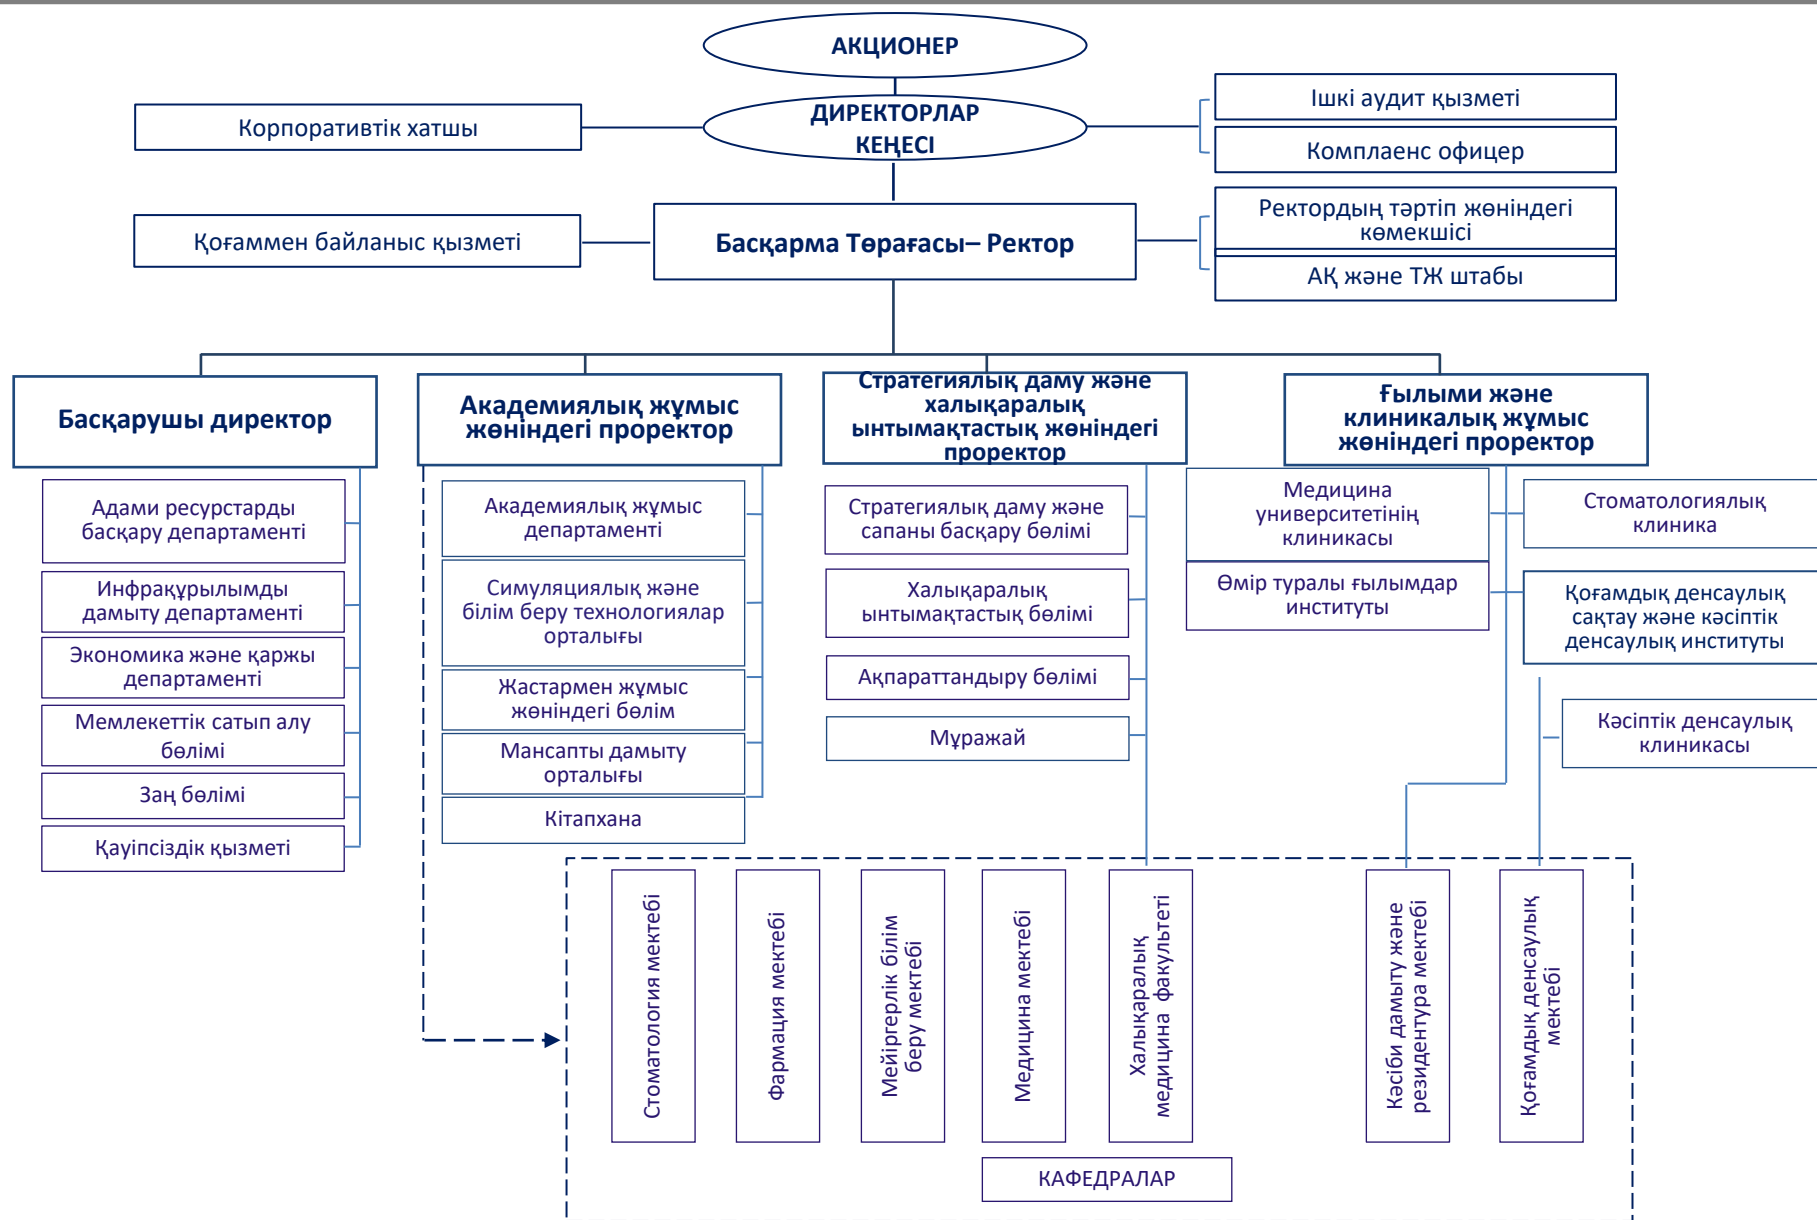 АКЦИОНЕР
ДИРЕКТОРЛАР
КЕҢЕСІ
Корпоративтік хатшы
Ішкі аудит қызметі
Комплаенс офицер
Қоғаммен байланыс қызметі
Басқарма Төрағасы– Ректор
Ректордың тәртіп жөніндегі
көмекшісі
АҚ және ТЖ штабы
Басқарушы директор
Академиялық жұмыс
жөніндегі проректор
Стратегиялық даму және
халықаралық
ынтымақтастық жөніндегі
проректор
Ғылыми және
клиникалық жұмыс
жөніндегі проректор
Адами ресурстарды
басқару департаменті
Инфрақұрылымды
дамыту департаменті
Экономика және қаржы
департаменті
Мемлекеттік сатып алу
бөлімі
Заң бөлімі
Қауіпсіздік қызметі
Академиялық жұмыс
департаменті
Симуляциялық және
білім беру технологиялар
орталығы
Жастармен жұмыс
жөніндегі бөлім
Мансапты дамыту
орталығы
Кітапхана
Стратегиялық даму және
сапаны басқару бөлімі
Халықаралық
ынтымақтастық бөлімі
Ақпараттандыру бөлімі
Мұражай
Медицина
университетінің
клиникасы
Өмір туралы ғылымдар
институты
Стоматологиялық
клиника
Қоғамдық денсаулық
сақтау және кәсіптік
денсаулық институты
Кәсіптік денсаулық
клиникасы
Стоматология мектебі
Фармация мектебі
Мейіргерлік білім
беру мектебі
Медицина мектебі
Халықаралық
медицина факультеті
Кәсіби дамыту және
резидентура мектебі
Қоғамдық денсаулық
мектебі
КАФЕДРАЛАР